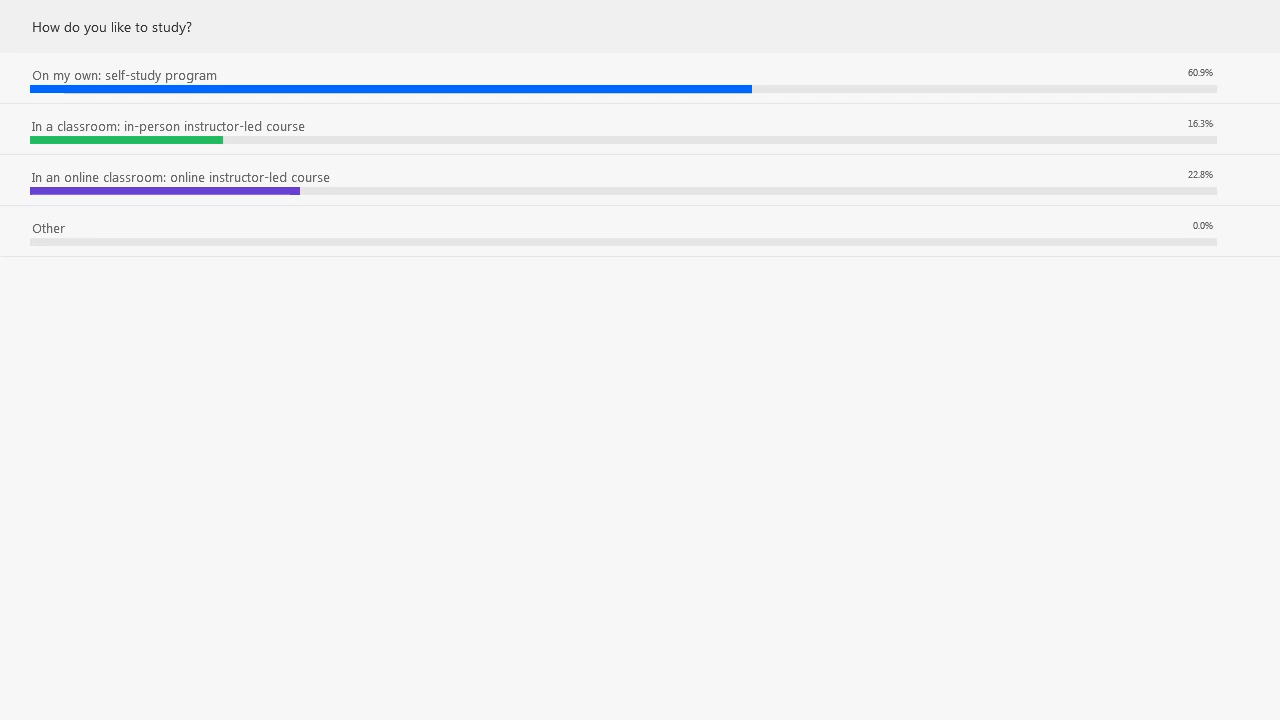 How do you like to study?
On my own: self-study program
60.9%
In a classroom: in-person instructor-led course
16.3%
In an online classroom: online instructor-led course
22.8%
Other
0.0%